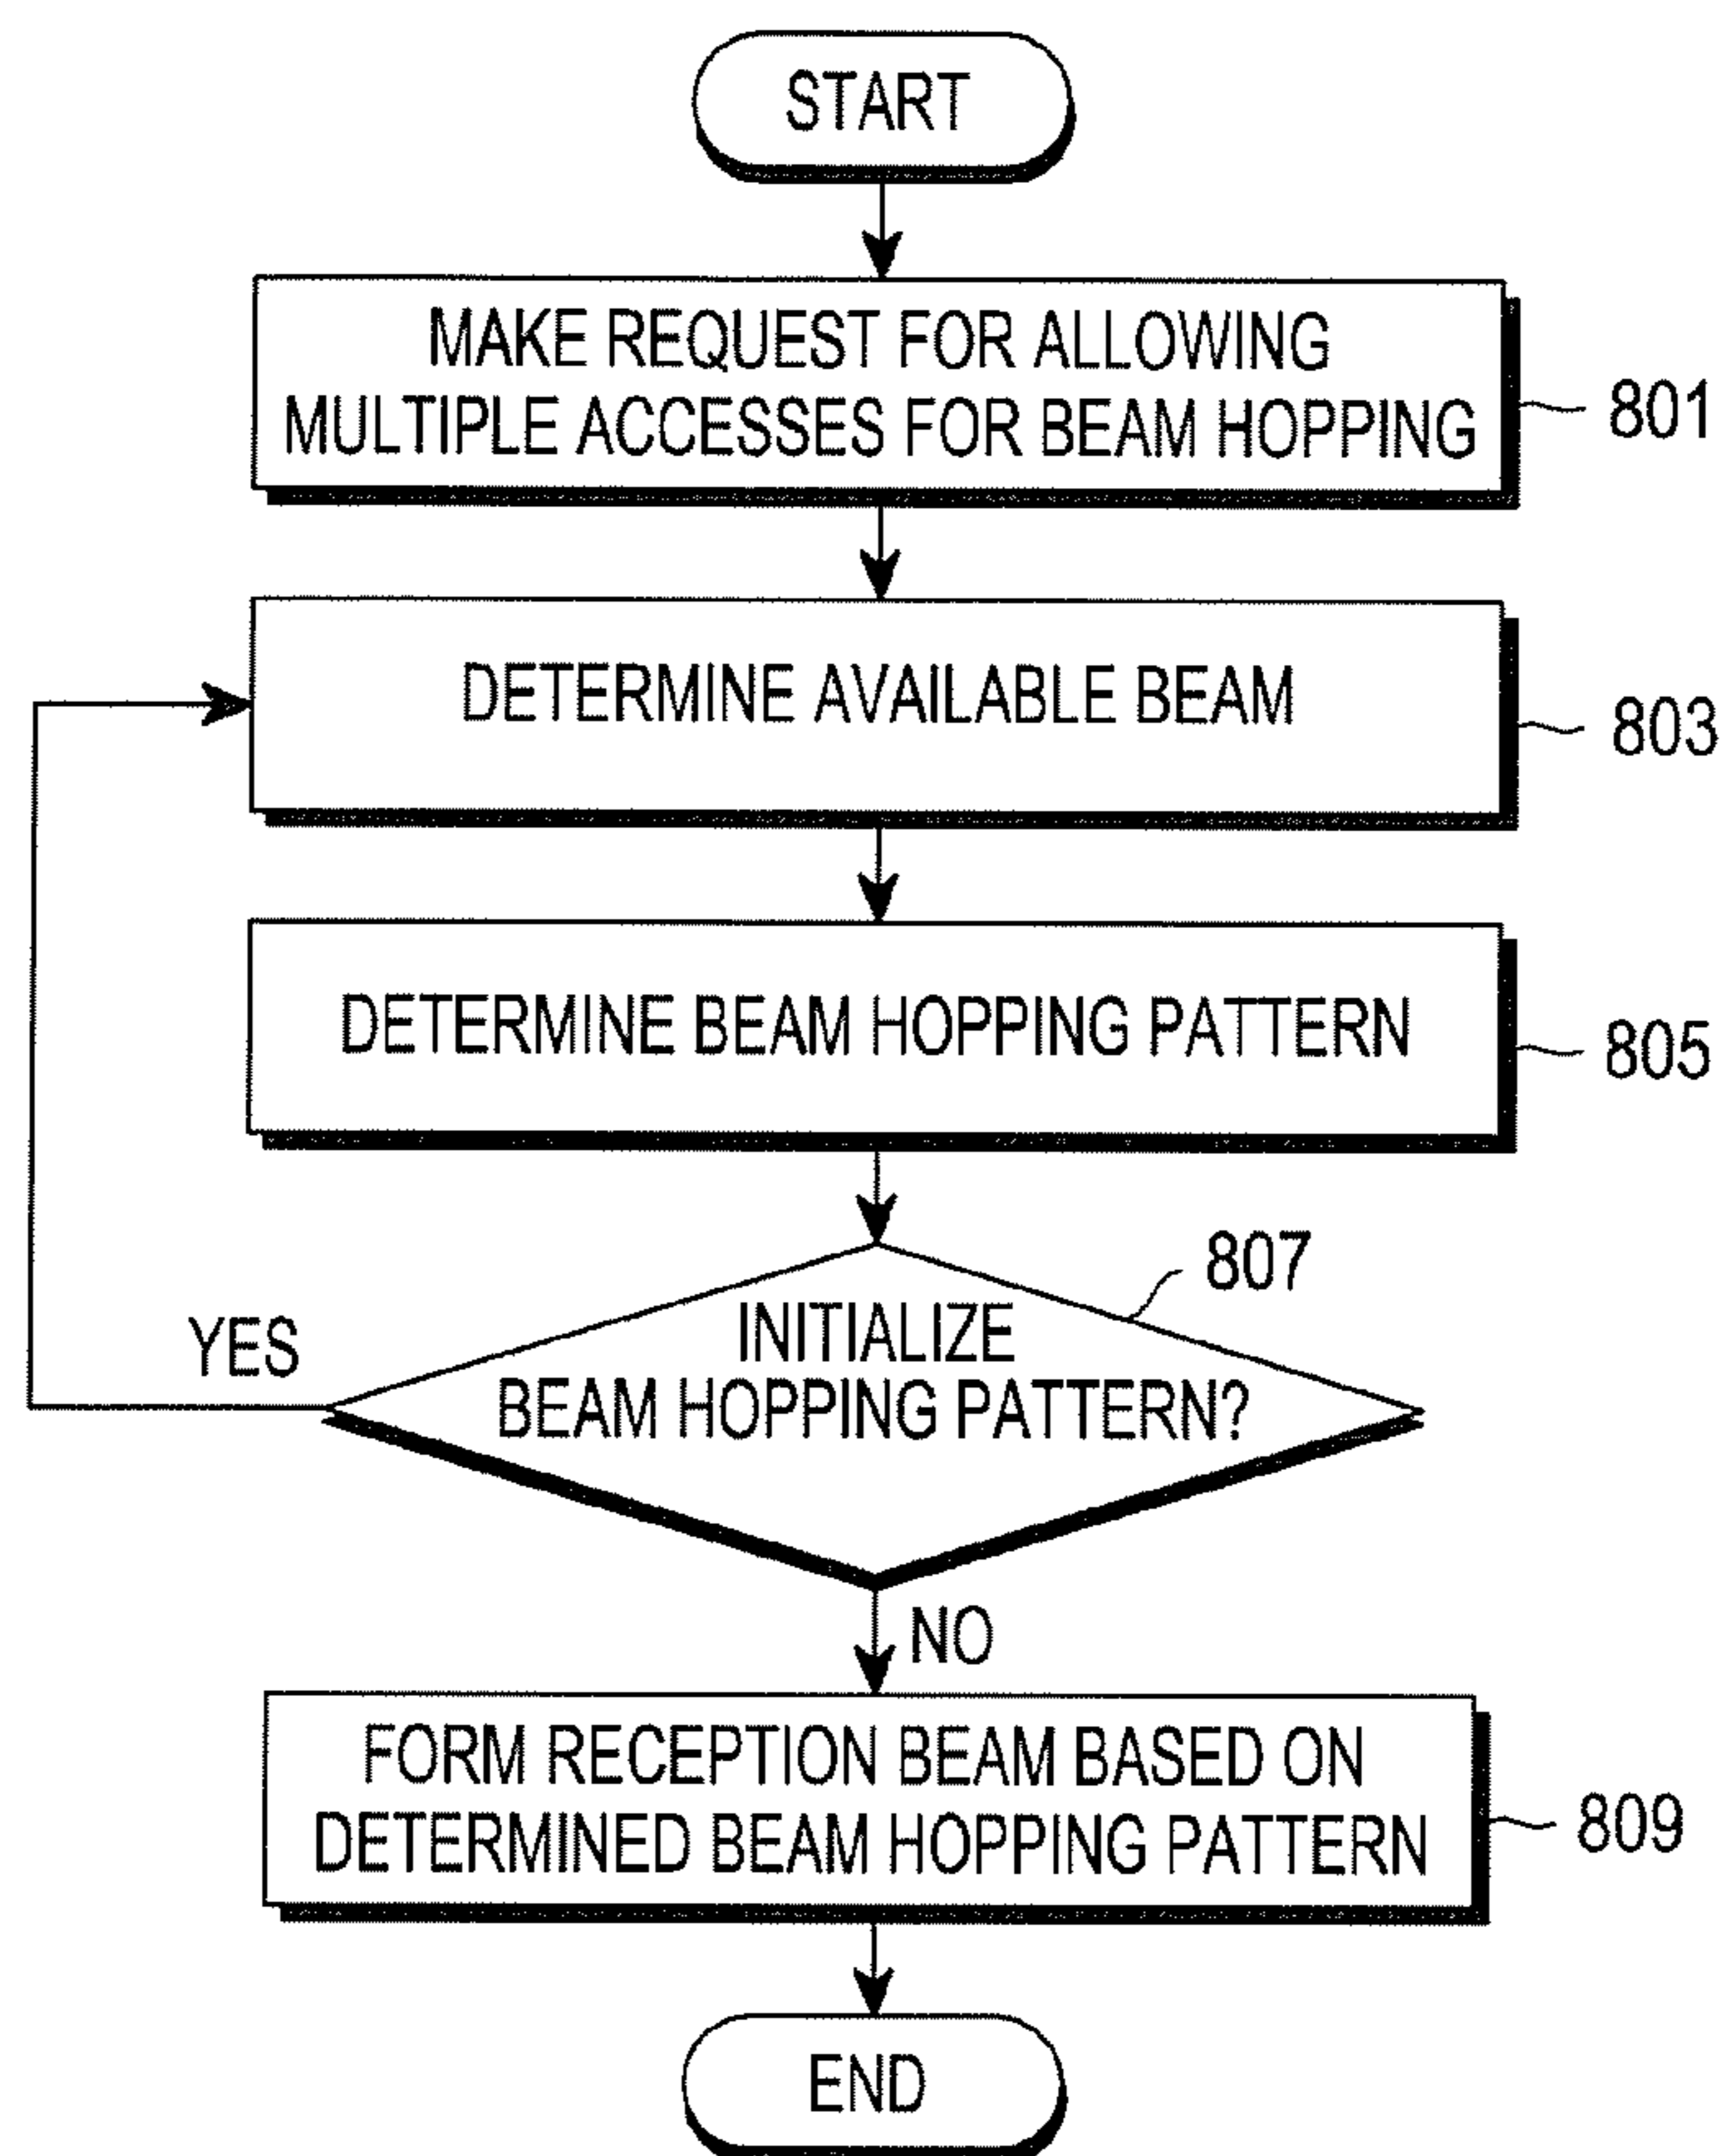 START
MAKE REQUEST FOR ALLOWING
MULTIPLE ACCESSES FOR BEAM HOPPING
801
DETERMINE AVAILABLE BEAM
803
DETERMINE BEAM HOPPING PATTERN
805
807
INITIALIZE
BEAM HOPPING PATTERN?
YES
NO
FORM RECEPTION BEAM BASED ON
DETERMINED BEAM HOPPING PATTERN
809
END